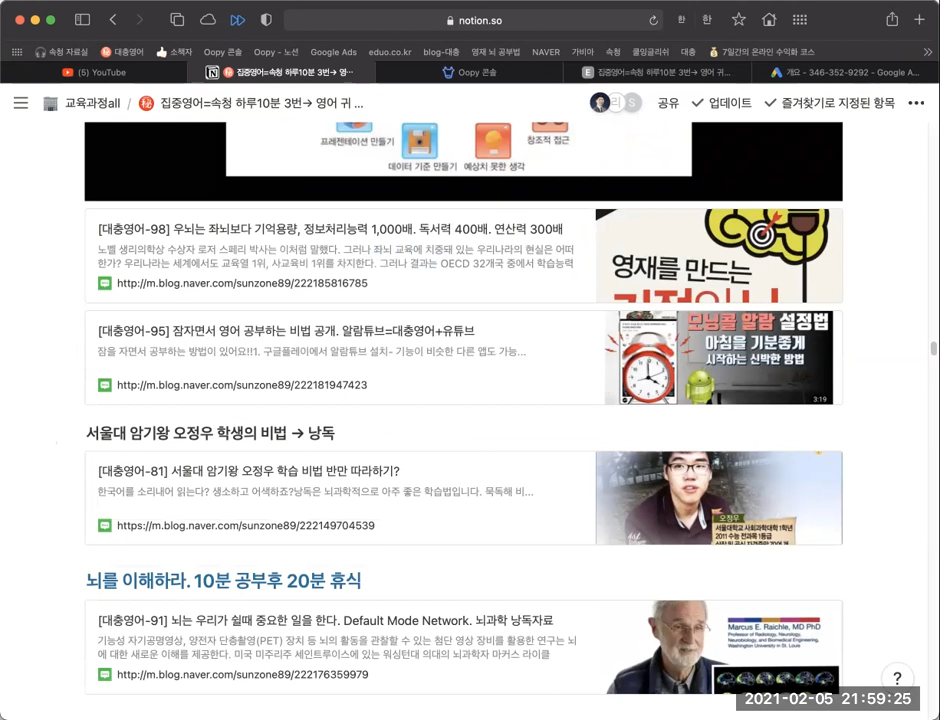 notion.so
속청 자료실 대충영어 소책자 Oopy 콘솔 Oopy - 노션 Google Ads eduo.co.kr blog-대충 영재 뇌 공부법 NAVER 가비아 속청 쿨잉글리쉬 대충 7일간의 온라인 수익화 코스
(5) YouTube
집중영어=속청 하루10분 3번→ 영…
Oopy 콘솔
집중영어=속청 하루10분 3번→ 영어 귀…
개요 - 346-352-9292 - Google A...
교육과정all / 집중영어=속청 하루10분 3번→ 영어 귀 ...
리 S 공유 업데이트 즐겨찾기로 지정된 항목
프레젠테이션 만들기
창조적 접근
데이터 기준 만들기 예상치 못한 생각
[대충영어-98] 우뇌는 좌뇌보다 기억용량, 정보처리능력 1,000배. 독서력 400배. 연산력 300배
노벨 생리의학상 수상자 로저 스페리 박사는 이처럼 말했다. 그러나 좌뇌 교육에 치중돼 있는 우리나라의 현실은 어떠
한가? 우리나라는 세계에서도 교육열 1위, 사교육비 1위를 차지한다. 그러나 결과는 OECD 32개국 중에서 학습능력
http://m.blog.naver.com/sunzone89/222185816785
영재를 만드는
[대충영어-95] 잠자면서 영어 공부하는 비법 공개. 알람튜브=대충영어+유튜브
잠을 자면서 공부하는 방법이 있어요!!1. 구글플레이에서 알람튜브 설치- 기능이 비슷한 다른 앱도 가능...
http://m.blog.naver.com/sunzone89/222181947423
모닝콜 알람 설정법
아침을 기분좋게
시작하는 신박한 방법
3:19
서울대 암기왕 오정우 학생의 비법 → 낭독
[대충영어-81] 서울대 암기왕 오정우 학습 비법 반만 따라하기?
한국어를 소리내어 읽는다? 생소하고 어색하죠?낭독은 뇌과학적으로 아주 좋은 학습법입니다. 묵독해 비...
https://m.blog.naver.com/sunzone89/222149704539
오정우
서울대학교 사회과학대학 1학년
2011 수능 전과목 1등급
뇌를 이해하라. 10분 공부후 20분 휴식
[대충영어-91] 뇌는 우리가 쉴때 중요한 일을 한다. Default Mode Network. 뇌과학 낭독자료
기능성 자기공명영상, 양전자 단층촬영(PET) 장치 등 뇌의 활동을 관찰할 수 있는 첨단 영상 장비를 활용한 연구는 뇌
에 대한 새로운 이해를 제공한다. 미국 미주리주 세인트루이스에 있는 워싱턴대 의대의 뇌과학자 마커스 라이클
http://m.blog.naver.com/sunzone89/222176359979
Marcus E. Raichle, MD PhD
Professor of Radiology, Neurology,
Neurobiology, and Biomedical Engineering,
Washington University in St. Louis
?
2021-02-05 21:59:25